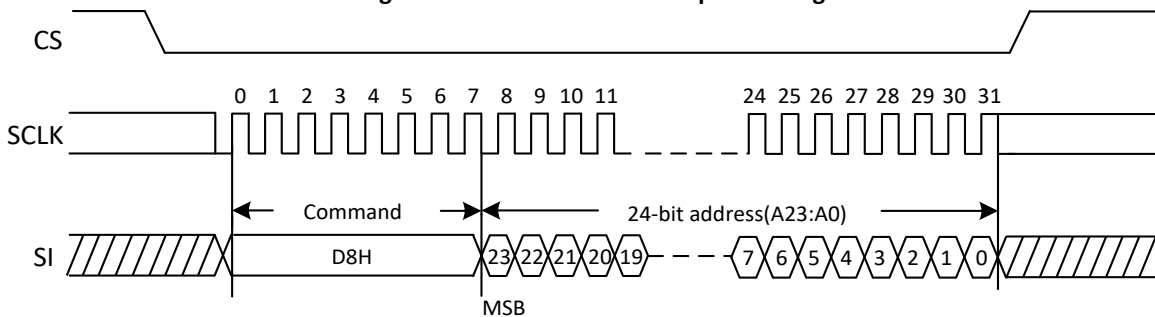 CS
0 1 2 3 4 5 6 7 8 9 10 11 24 25 26 27 28 29 30 31
SCLK
Command 24-bit address(A23:A0)
SI D8H 23 22 21 20 19 7 6 5 4 3 2 1 0
MSB